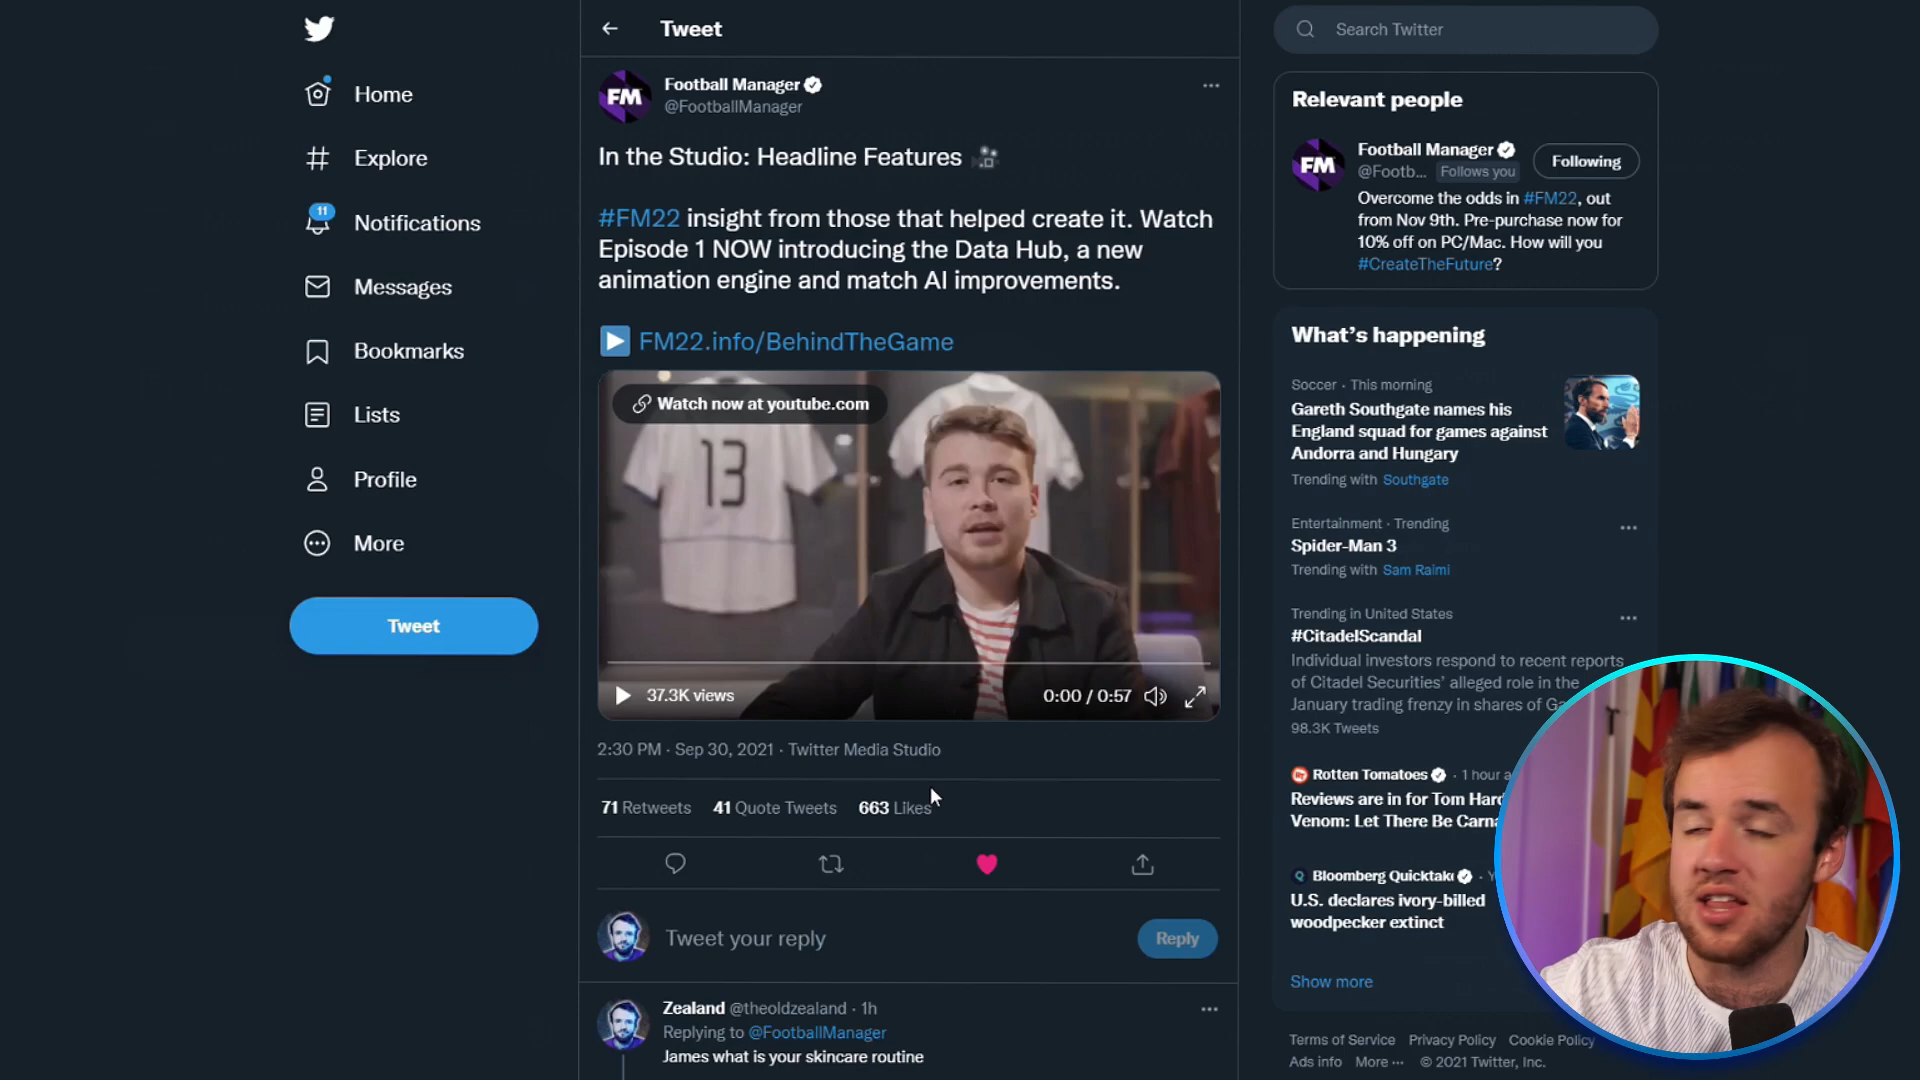 Home
Explore
11
Notifications
Messages
Bookmarks
Lists
Profile
More
Tweet
Tweet
FM
Football Manager
@FootballManager
In the Studio: Headline Features
#FM22 insight from those that helped create it. Watch
Episode 1 NOW introducing the Data Hub, a new
animation engine and match AI improvements.
FM22.info/BehindTheGame
Watch now at youtube.com
13
37.3K views
0:00 / 0:57
2:30 PM · Sep 30, 2021 · Twitter Media Studio
71 Retweets 41 Quote Tweets 663 Likes
Tweet your reply
Reply
Zealand @theoldzealand · 1h
Replying to @FootballManager
James what is your skincare routine
Search Twitter
Relevant people
FM
Football Manager
@Footb... Follows you
Following
Overcome the odds in #FM22, out
from Nov 9th. Pre-purchase now for
10% off on PC/Mac. How will you
#CreateTheFuture?
What's happening
Soccer · This morning
Gareth Southgate names his
England squad for games against
Andorra and Hungary
Trending with Southgate
Entertainment · Trending
Spider-Man 3
Trending with Sam Raimi
Trending in United States
#CitadelScandal
Individual investors respond to recent reports
of Citadel Securities' alleged role in the
January trading frenzy in shares of
98.3K Tweets
Rotten Tomatoes · 1 hour
Reviews are in for Tom
Venom: Let There Be
Bloomberg
U.S. declares ivory-billed
woodpecker extinct
Show more
Terms of Service Privacy Policy Cookie Policy
Ads info More ··· © 2021 Twitter, Inc.